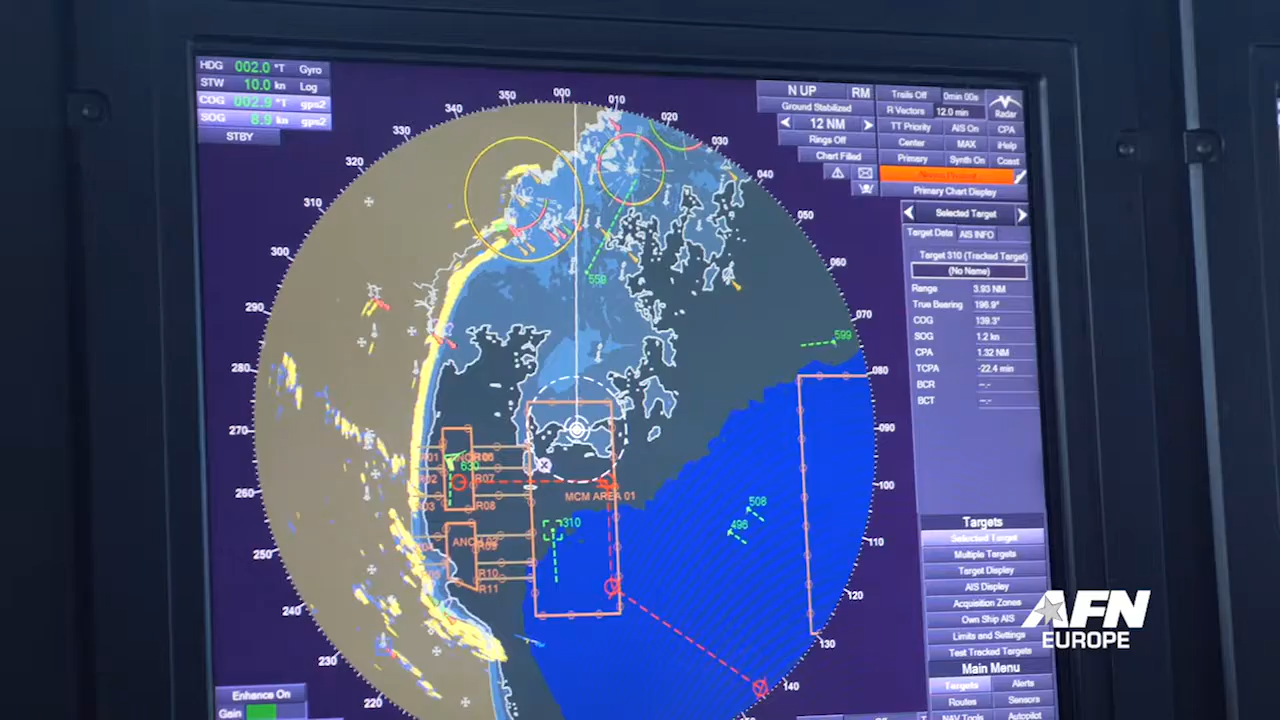 HDG 002.0 °T Gyro
STW 10.0 kn Log
COG 002.9 °T gps2
SOG 8.9 kn gps2
STBY
N UP RM
Ground Stabilized
12 NM
Rings Off
Chart Filled
Trails Off 0min 00s
R Vectors 12.0 min
TT Priority AIS On
Center MAX
Primary Synth On
Radar
CPA
iHelp
Coast
Primary Chart Display
Selected Target
Target Data AIS INFO
Target 310 (Tracked Target)
(No Name)
Range 3.93 NM
True Bearing 196.9°
COG 139.3°
SOG 1.2 kn
CPA 1.32 NM
TCPA -22.4 min
BCR --.-
BCT --.-
Targets
Selected Target
Multiple Targets
Target Display
AIS Display
Acquisition Zones
Own Ship AIS
Limits and Settings
Test Tracked Targets
Main Menu
Targets Alerts
Routes Sensors
NAV Tools Autopilot
Enhance On
Gain
000
010
020
030
040
050
060
070
080
090
100
110
120
130
140
220
230
240
250
260
270
280
290
300
310
320
330
340
350
559
599
508
496
630
310
MCM AREA 01
R07
R08
R10
R11
AFN
EUROPE